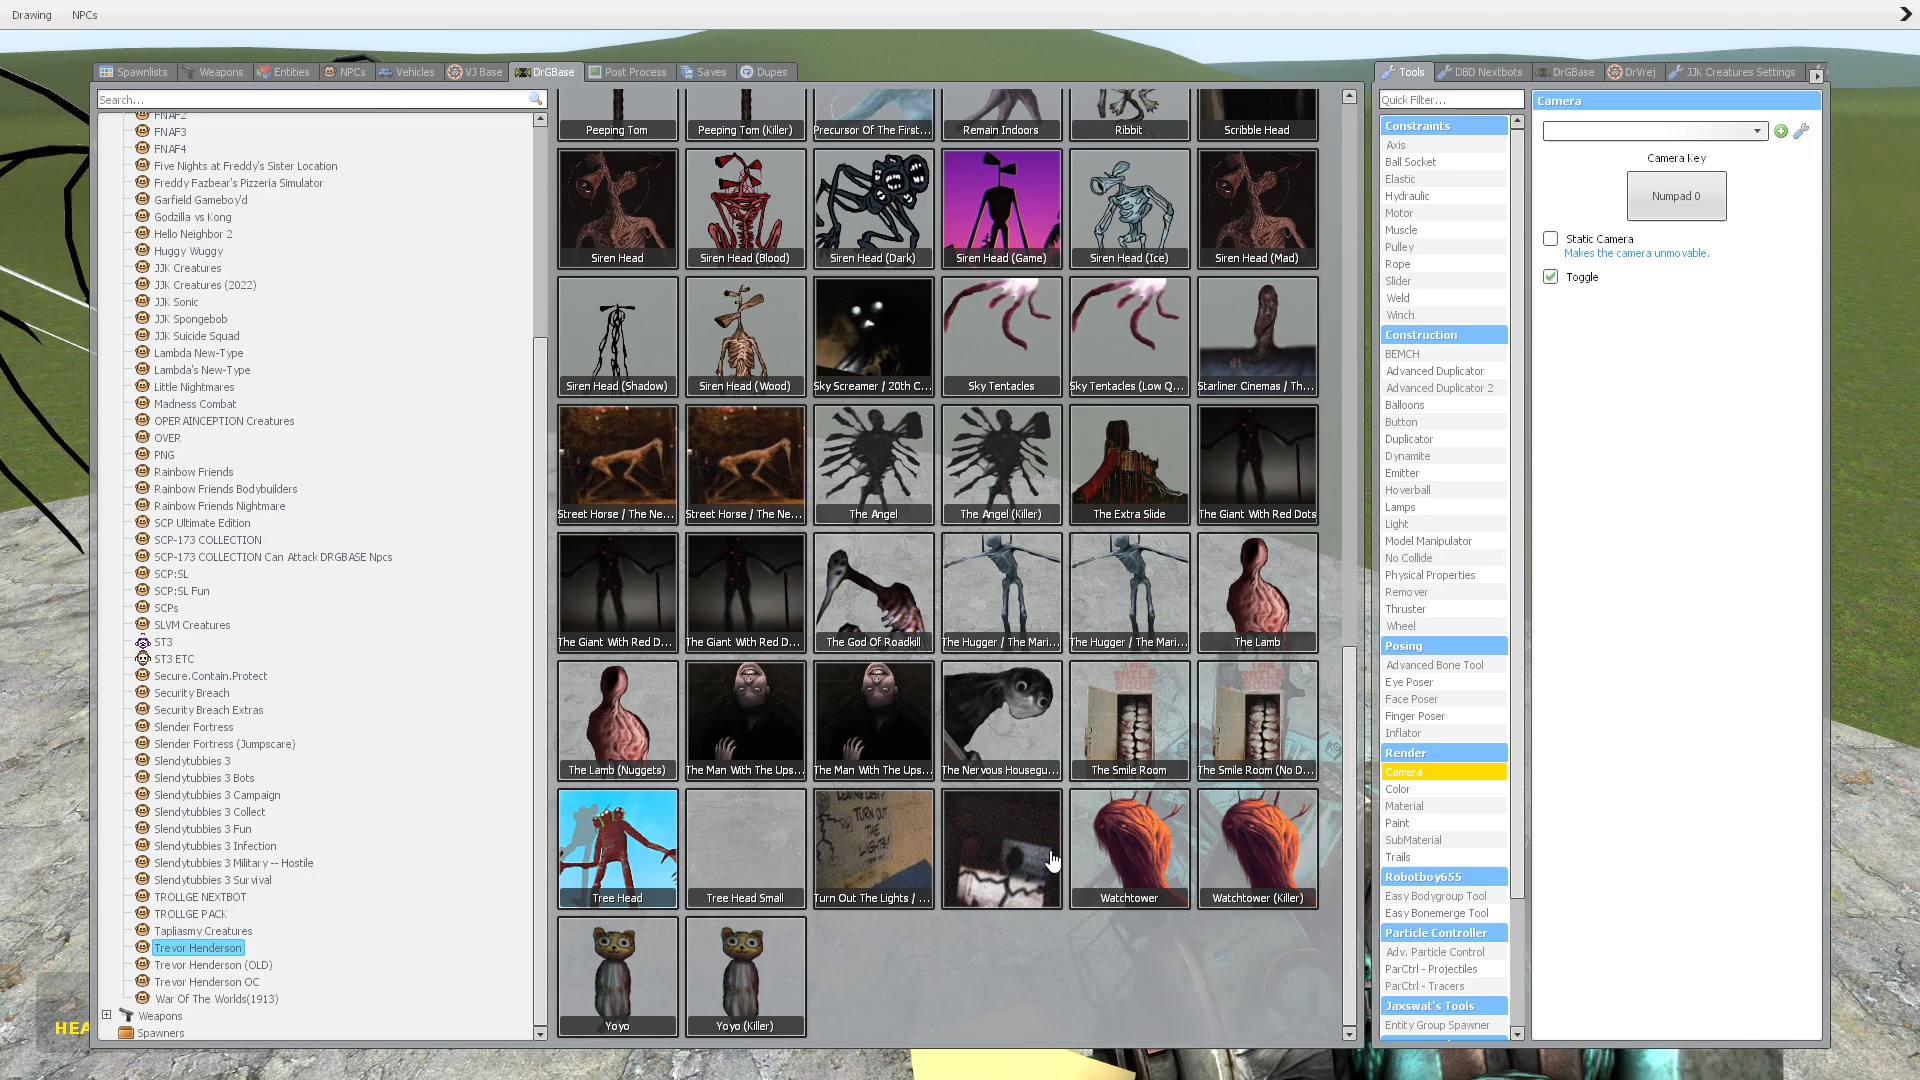 Drawing NPCs
Spawnlists Weapons Entities NPCs Vehicles VJ Base DrGBase Post Process Saves Dupes
Search...
FNAF2
FNAF3
FNAF4
Five Nights at Freddy's Sister Location
Freddy Fazbear's Pizzeria Simulator
Garfield Gameboy'd
Godzilla vs Kong
Hello Neighbor 2
Huggy Wuggy
JJK Creatures
JJK Creatures (2022)
JJK Sonic
JJK Spongebob
JJK Suicide Squad
Lambda New-Type
Lambda's New-Type
Little Nightmares
Madness Combat
OPERAINCEPTION Creatures
OVER
PNG
Rainbow Friends
Rainbow Friends Bodybuilders
Rainbow Friends Nightmare
SCP Ultimate Edition
SCP-173 COLLECTION
SCP-173 COLLECTION Can Attack DRGBASE Npcs
SCP:SL
SCP:SL Fun
SCPs
SLVM Creatures
ST3
ST3 ETC
Secure.Contain.Protect
Security Breach
Security Breach Extras
Slender Fortress
Slender Fortress (Jumpscare)
Slendytubbies 3
Slendytubbies 3 Bots
Slendytubbies 3 Campaign
Slendytubbies 3 Collect
Slendytubbies 3 Fun
Slendytubbies 3 Infection
Slendytubbies 3 Military -- Hostile
Slendytubbies 3 Survival
TROLLGE NEXTBOT
TROLLGE PACK
Tapliasmy Creatures
Trevor Henderson
Trevor Henderson (OLD)
Trevor Henderson OC
War Of The Worlds(1913)
Weapons
Spawners
HEA
Peeping Tom Peeping Tom (Killer) Precursor Of The First... Remain Indoors Ribbit Scribble Head
Siren Head Siren Head (Blood) Siren Head (Dark) Siren Head (Game) Siren Head (Ice) Siren Head (Mad)
Siren Head (Shadow) Siren Head (Wood) Sky Screamer / 20th C... Sky Tentacles Sky Tentacles (Low Q... Starliner Cinemas / Th...
Street Horse / The Ne... Street Horse / The Ne... The Angel The Angel (Killer) The Extra Slide The Giant With Red Dots
The Giant With Red D... The Giant With Red D... The God Of Roadkill The Hugger / The Mari... The Hugger / The Mari... The Lamb
The Lamb (Nuggets) The Man With The Ups... The Man With The Ups... The Nervous Housegu... The Smile Room The Smile Room (No D...
TURN OUT
THE
LIGHTS!
Tree Head Tree Head Small Turn Out The Lights / ... Watchtower Watchtower (Killer)
Yoyo Yoyo (Killer)
Tools DBD Nextbots DrGBase DrVrej JJK Creatures Settings
Quick Filter...
Constraints
Axis
Ball Socket
Elastic
Hydraulic
Motor
Muscle
Pulley
Rope
Slider
Weld
Winch
Construction
BEMCH
Advanced Duplicator
Advanced Duplicator 2
Balloons
Button
Duplicator
Dynamite
Emitter
Hoverball
Lamps
Light
Model Manipulator
No Collide
Physical Properties
Remover
Thruster
Wheel
Posing
Advanced Bone Tool
Eye Poser
Face Poser
Finger Poser
Inflator
Render
Camera
Color
Material
Paint
SubMaterial
Trails
Robotboy655
Easy Bodygroup Tool
Easy Bonemerge Tool
Particle Controller
Adv. Particle Control
ParCtrl - Projectiles
ParCtrl - Tracers
Jaxswat's Tools
Entity Group Spawner
Camera
Camera Key
Numpad 0
Static Camera
Makes the camera unmovable.
Toggle